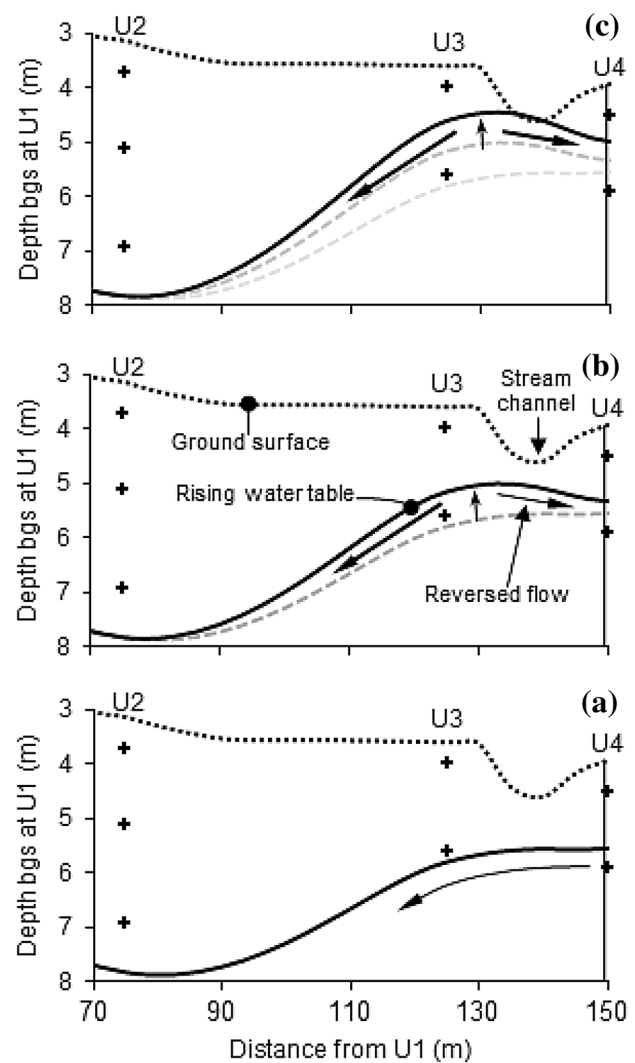 (c)
U2
U3
U4
3
4
5
6
7
8
Depth bgs at U1 (m)
(b)
U2
U3
Stream
channel
U4
Ground surface
Rising water table
Reversed flow
3
4
5
6
7
8
Depth bgs at U1 (m)
(a)
U2
U3
U4
3
4
5
6
7
8
Depth bgs at U1 (m)
70 90 110 130 150
Distance from U1 (m)